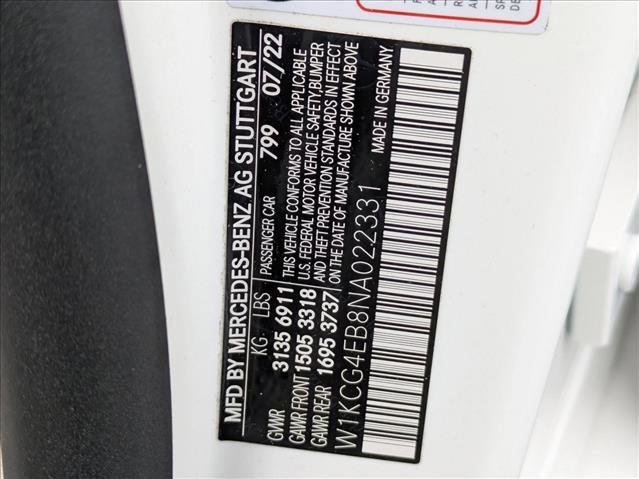 MFD BY MERCEDES-BENZ AG STUTTGART
KG LBS PASSENGER CAR 799 07/22
GWR 3135 6911
GAWR FRONT 1505 3318
GAWR REAR 1695 3737
THIS VEHICLE CONFORMS TO ALL APPLICABLE
U.S. FEDERAL MOTOR VEHICLE SAFETY,BUMPER
AND THEFT PREVENTION STANDARDS IN EFFECT
ON THE DATE OF MANUFACTURE SHOWN ABOVE
W1KCG4EB8NA022331 MADE IN GERMANY